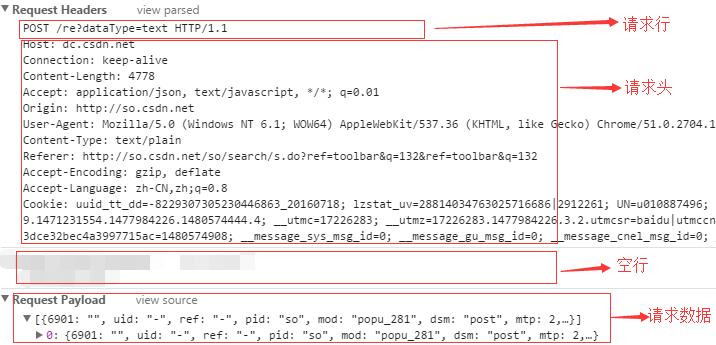 ▼Request Headers view parsed
POST /re?dataType=text HTTP/1.1
请求行
Host: dc.csdn.net
Connection: keep-alive
Content-Length: 4778
请求头
Accept: application/json, text/javascript, */*; q=0.01
Origin: http://so.csdn.net
User-Agent: Mozilla/5.0 (Windows NT 6.1; WOW64) AppleWebKit/537.36 (KHTML, like Gecko) Chrome/51.0.2704.1
Content-Type: text/plain
Referer: http://so.csdn.net/so/search/s.do?ref=toolbar&q=132&ref=toolbar&q=132
Accept-Encoding: gzip, deflate
Accept-Language: zh-CN,zh;q=0.8
Cookie: uuid_tt_dd=-8229307305230446863_20160718; lzstat_uv=28814034763025716686|2912261; UN=u010887496;
9.1471231554.1477984226.1480574444.4; __utmc=17226283; __utmz=17226283.1477984226.3.2.utmcsr=baidu|utmccn
3dce32bec4a3997715ac=1480574908; __message_sys_msg_id=0; __message_gu_msg_id=0; __message_cnel_msg_id=0;
空行
▼Request Payload view source
▼[{6901: "", uid: "-", ref: "-", pid: "so", mod: "popu_281", dsm: "post", mtp: 2,…}]
请求数据
▶0: {6901: "", uid: "-", ref: "-", pid: "so", mod: "popu_281", dsm: "post", mtp: 2,…}